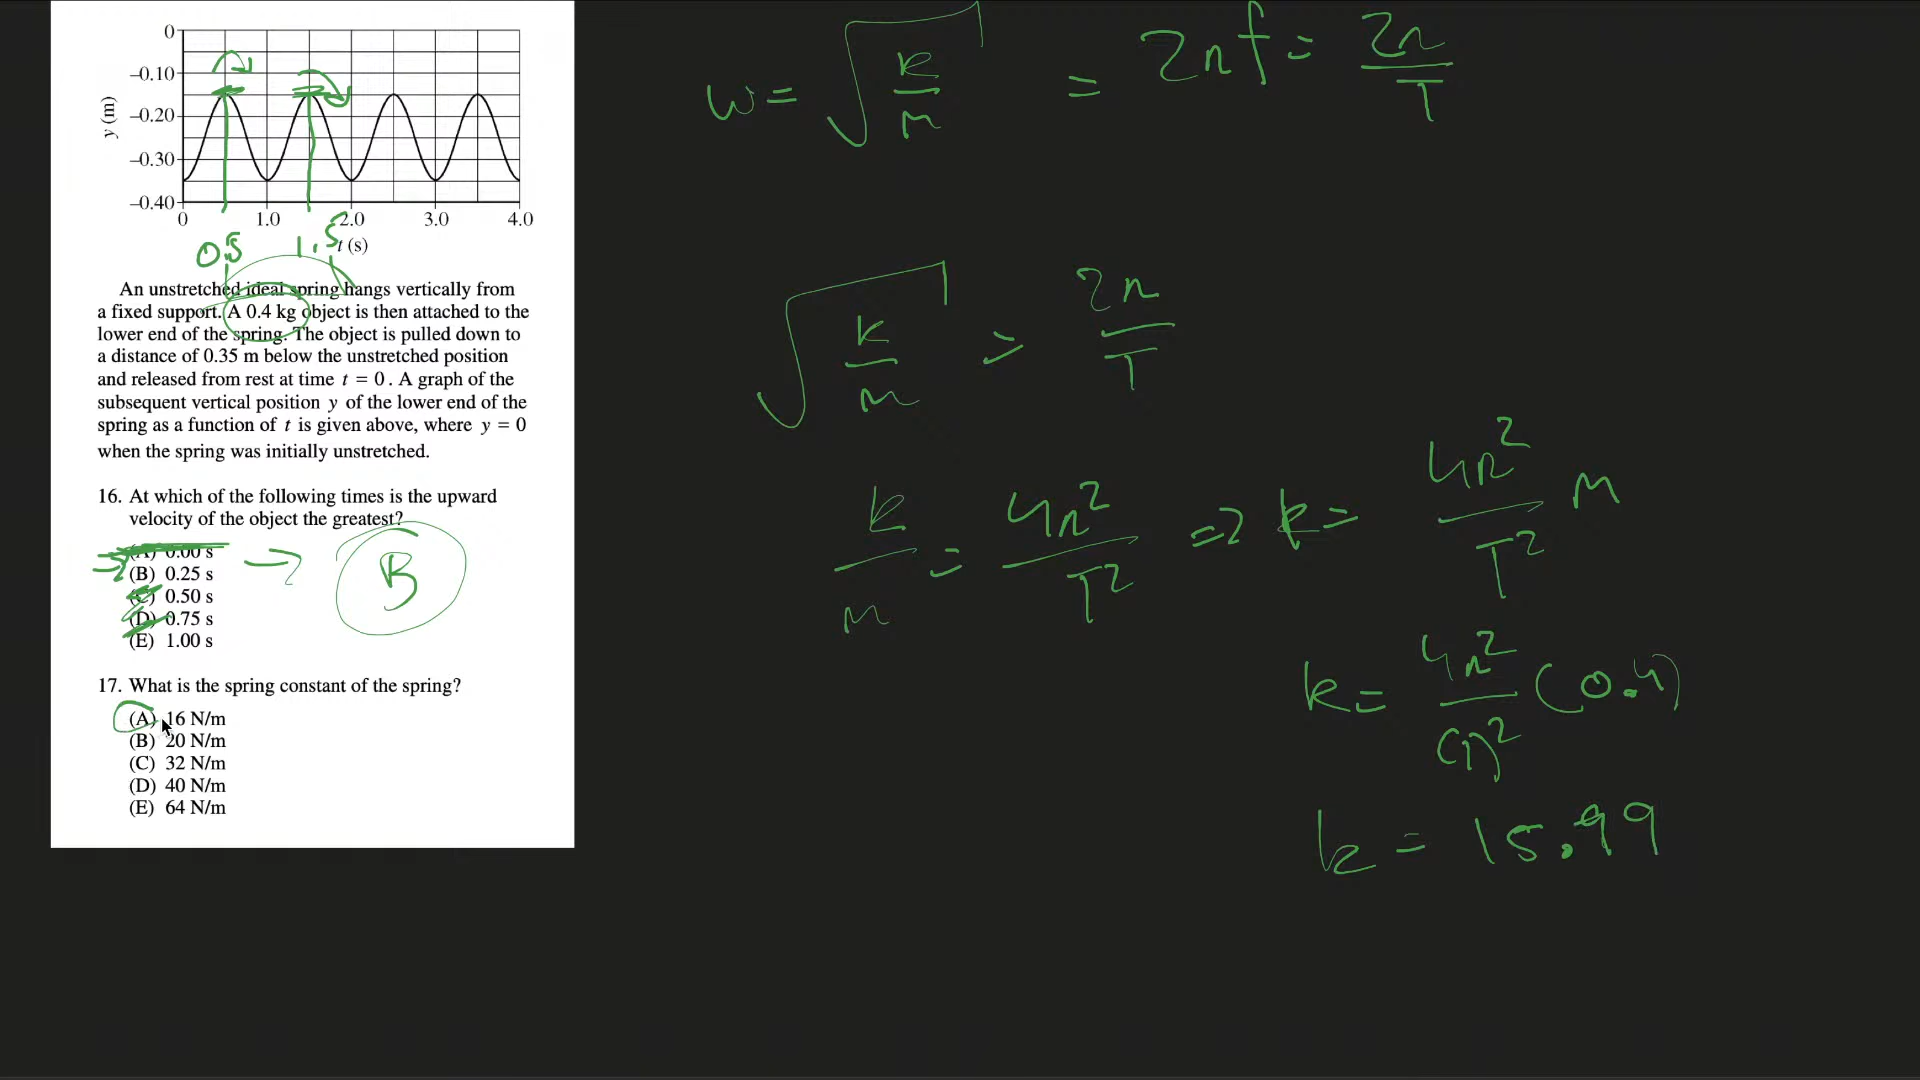 0
−0.10
−0.20
−0.30
−0.40
y (m)
0 1.0 2.0 3.0 4.0
t (s)
0.5 1.5
An unstretched ideal spring hangs vertically from
a fixed support. A 0.4 kg object is then attached to the
lower end of the spring. The object is pulled down to
a distance of 0.35 m below the unstretched position
and released from rest at time t = 0. A graph of the
subsequent vertical position y of the lower end of the
spring as a function of t is given above, where y = 0
when the spring was initially unstretched.
16. At which of the following times is the upward
velocity of the object the greatest?
(A) 0.00 s
(B) 0.25 s
(C) 0.50 s
(D) 0.75 s
(E) 1.00 s
→ B
17. What is the spring constant of the spring?
(A) 16 N/m
(B) 20 N/m
(C) 32 N/m
(D) 40 N/m
(E) 64 N/m
ω = √(k/m) = 2πf = 2π/T
√(k/m) = 2π/T
k/m = 4π²/T² => k = 4π²/T² m
k = 4π²/(1)² (0.4)
k = 15.99